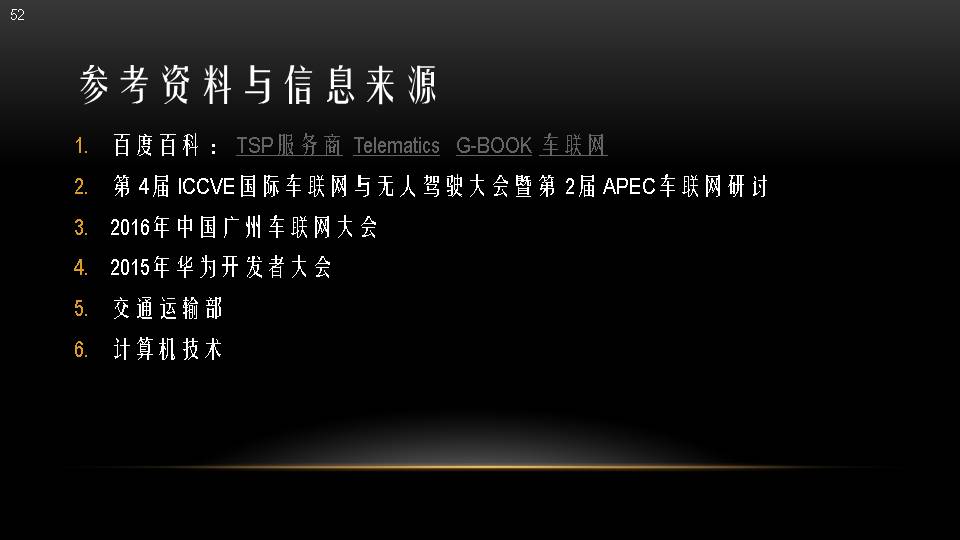 52
参考资料与信息来源
1. 百度百科：TSP服务商 Telematics G-BOOK 车联网
2. 第4届ICCVE国际车联网与无人驾驶大会暨第2届APEC车联网研讨
3. 2016年中国广州车联网大会
4. 2015年华为开发者大会
5. 交通运输部
6. 计算机技术